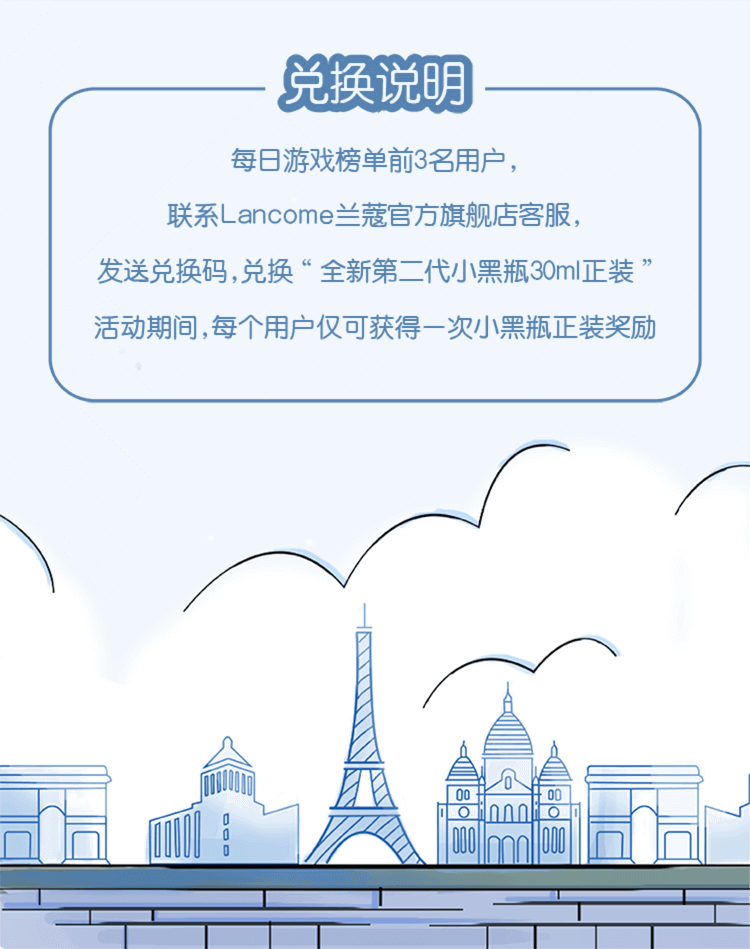 兑换说明
每日游戏榜单前3名用户,
联系Lancome兰蔻官方旗舰店客服,
发送兑换码,兑换“全新第二代小黑瓶30ml正装”
活动期间,每个用户仅可获得一次小黑瓶正装奖励